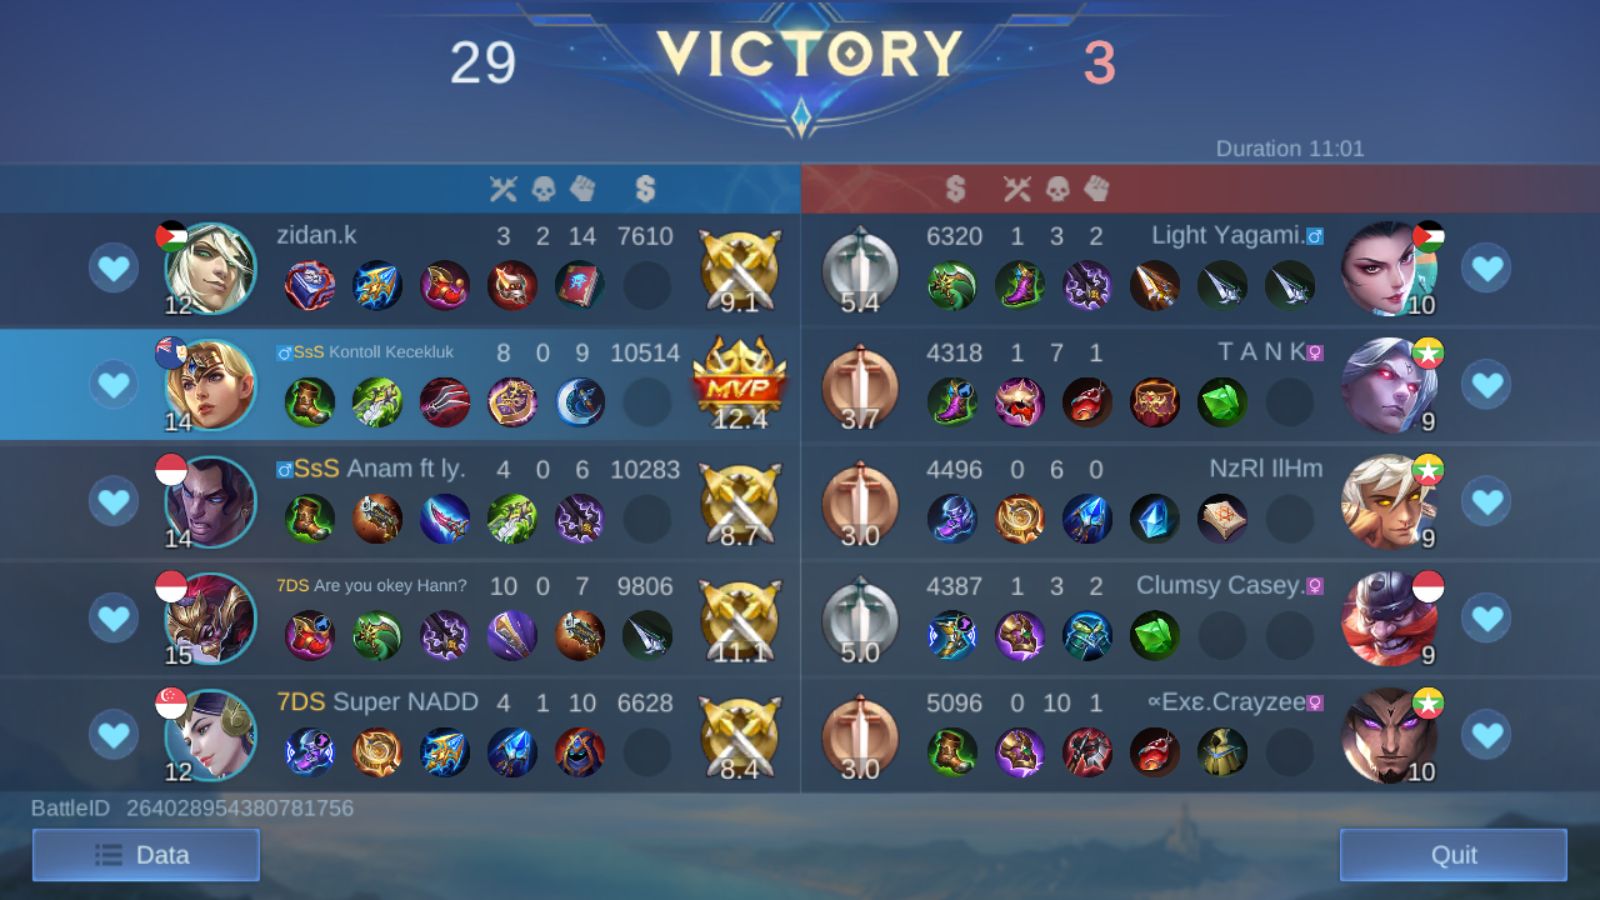 29 VICTORY 3
Duration 11:01
zidan.k 3 2 14 7610
12 9.1
6320 1 3 2 Light Yagami.♂
5.4 10
♂SsS Kontoll Kecekluk 8 0 9 10514
14 MVP 12.4
4318 1 7 1 T A N K♀
3.7 9
♂SsS Anam ft ly. 4 0 6 10283
14 8.7
4496 0 6 0 NzRl IlHm
3.0 9
7DS Are you okey Hann? 10 0 7 9806
15 11.1
4387 1 3 2 Clumsy Casey.♀
5.0 9
7DS Super NADD 4 1 10 6628
12 8.4
5096 0 10 1 ∝Exε.Crayzee♀
3.0 10
BattleID 264028954380781756
Data
Quit